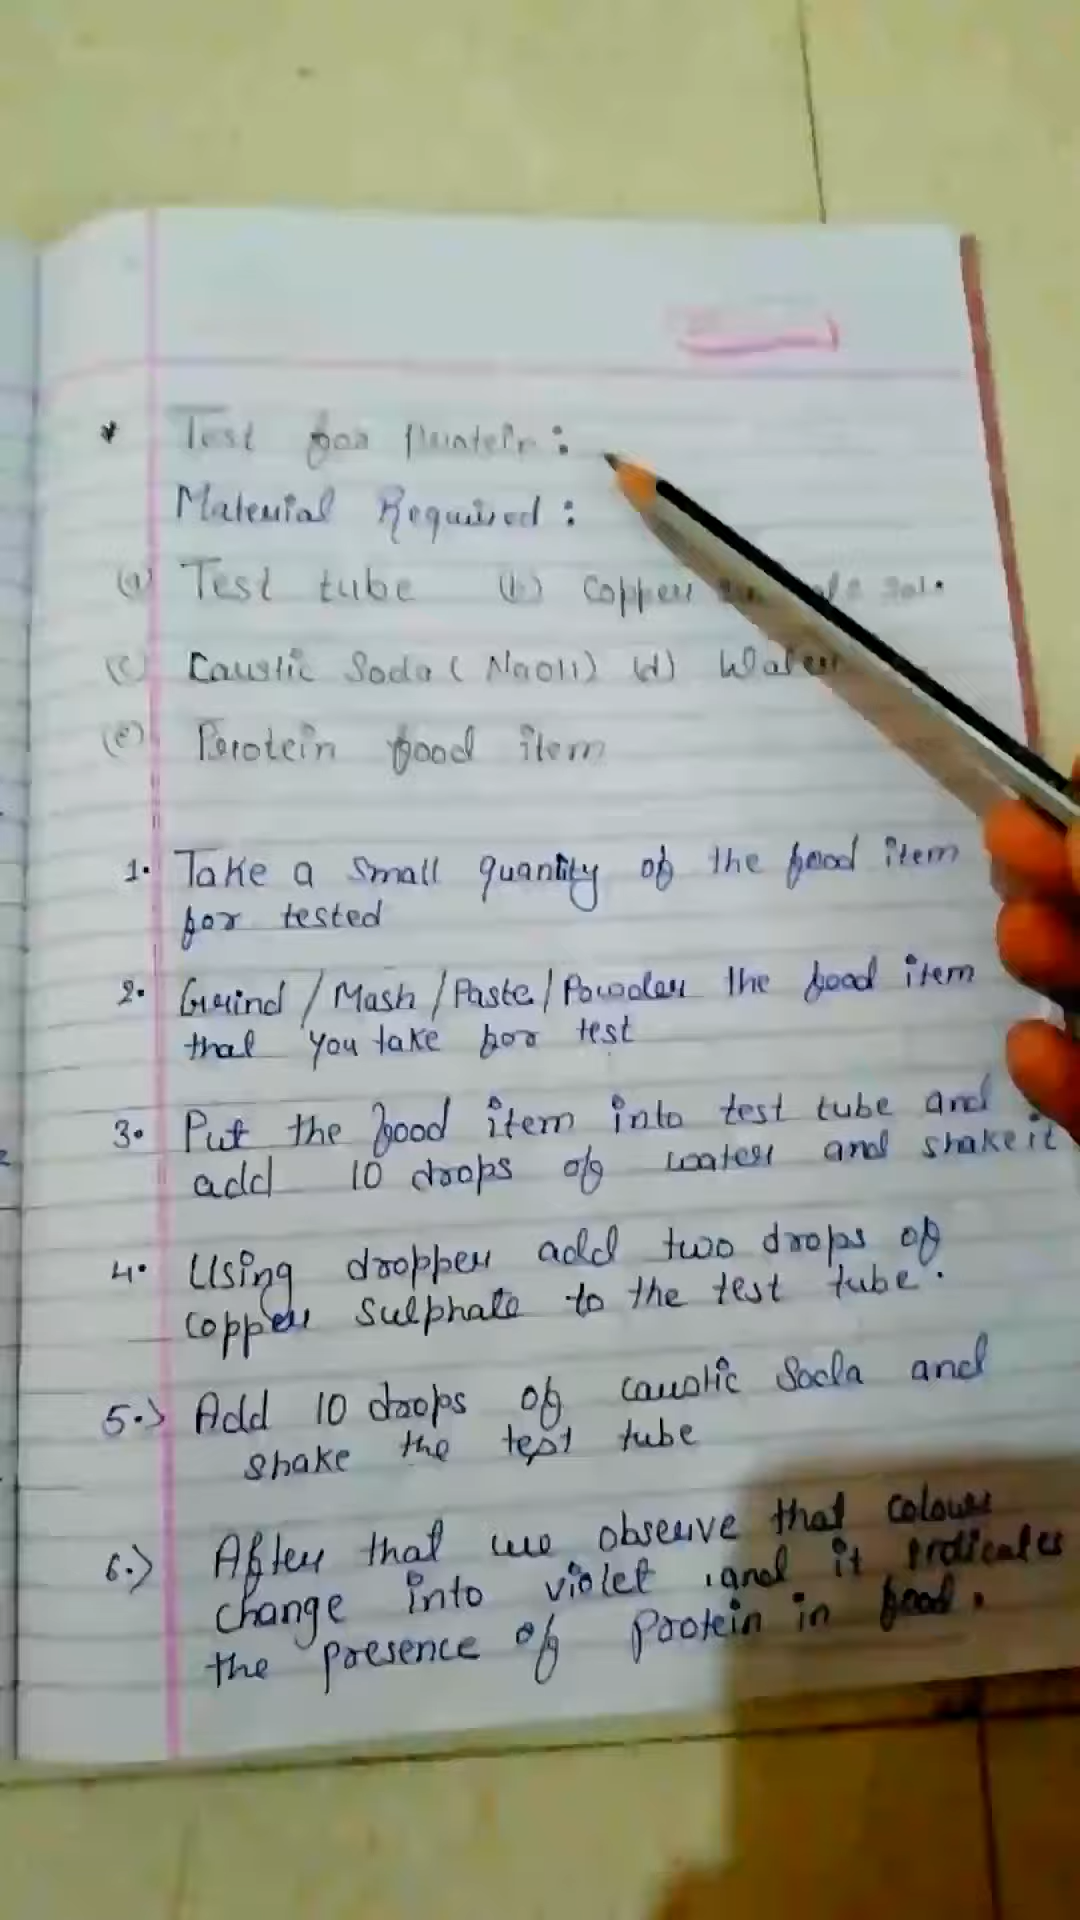 * Test for Protein :
Material Required :
(a) Test tube (b) Copper
(c) Caustic Soda ( NaOH) (d) Water
(e) Protein food item
1. Take a small quantity of the food item
for tested
2. Grind / Mash / Paste / Powder the food item
that you take for test
3. Put the food item into test tube and
add 10 drops of water and shake it
4. Using dropper add two drops of
copper sulphate to the test tube.
5.> Add 10 drops of caustic soda and
shake the test tube
6.> After that we observe that colour
change into violet , and it indicates
the presence of protein in food.